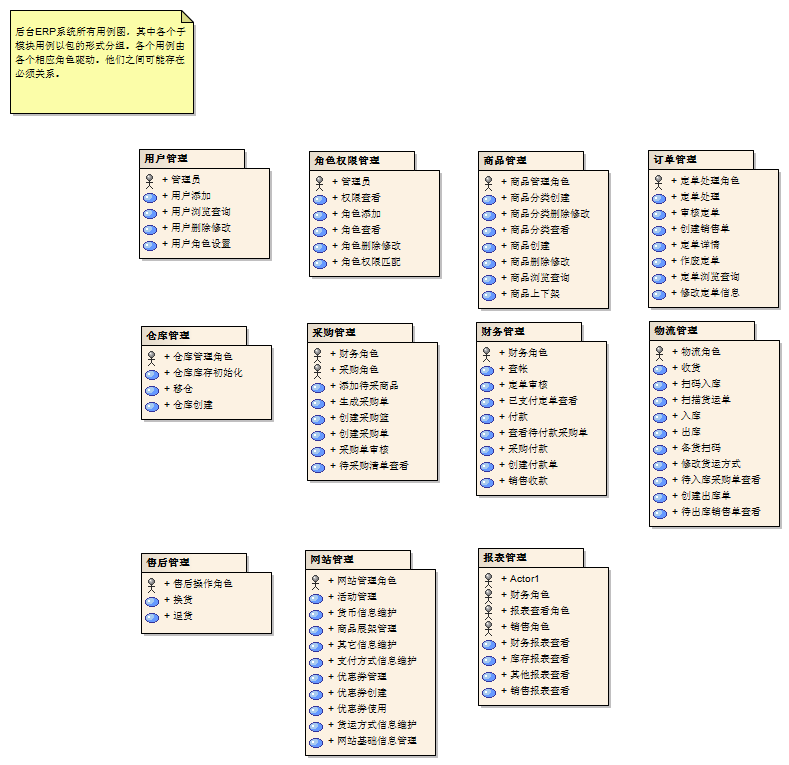 后台ERP系统所有用例图，其中各个子
模块用例以包的形式分组。各个用例由
各个相应角色驱动。他们之间可能存在
必须关系。
用户管理
+ 管理员
+ 用户添加
+ 用户浏览查询
+ 用户删除修改
+ 用户角色设置
角色权限管理
+ 管理员
+ 权限查看
+ 角色添加
+ 角色查看
+ 角色删除修改
+ 角色权限匹配
商品管理
+ 商品管理角色
+ 商品分类创建
+ 商品分类删除修改
+ 商品分类查看
+ 商品创建
+ 商品删除修改
+ 商品浏览查询
+ 商品上下架
订单管理
+ 定单处理角色
+ 定单处理
+ 审核定单
+ 创建销售单
+ 定单详情
+ 作废定单
+ 定单浏览查询
+ 修改定单信息
仓库管理
+ 仓库管理角色
+ 仓库库存初始化
+ 移仓
+ 仓库创建
采购管理
+ 财务角色
+ 采购角色
+ 添加待采商品
+ 生成采购单
+ 创建采购篮
+ 创建采购单
+ 采购单审核
+ 待采购清单查看
财务管理
+ 财务角色
+ 查帐
+ 定单审核
+ 已支付定单查看
+ 付款
+ 查看待付款采购单
+ 采购付款
+ 创建付款单
+ 销售收款
物流管理
+ 物流角色
+ 收货
+ 扫码入库
+ 扫描货运单
+ 入库
+ 出库
+ 备货扫码
+ 修改货运方式
+ 待入库采购单查看
+ 创建出库单
+ 待出库销售单查看
售后管理
+ 售后操作角色
+ 换货
+ 退货
网站管理
+ 网站管理角色
+ 活动管理
+ 货币信息维护
+ 商品展架管理
+ 其它信息维护
+ 支付方式信息维护
+ 优惠券管理
+ 优惠券创建
+ 优惠券使用
+ 货运方式信息维护
+ 网站基础信息管理
报表管理
+ Actor1
+ 财务角色
+ 报表查看角色
+ 销售角色
+ 财务报表查看
+ 库存报表查看
+ 其他报表查看
+ 销售报表查看